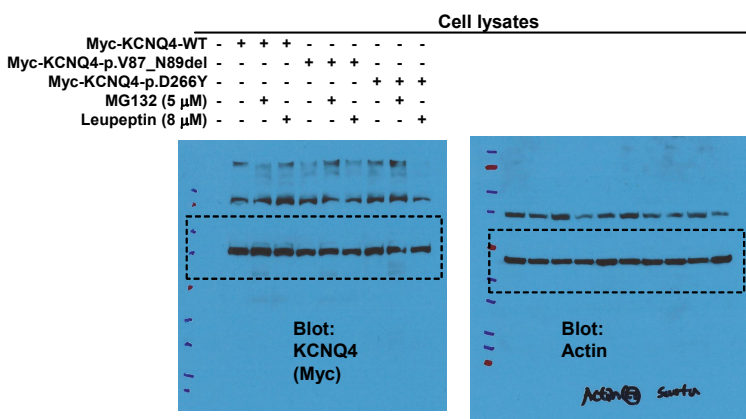 Cell lysates
Myc-KCNQ4-WT - + + + - - - - - -
Myc-KCNQ4-p.V87_N89del - - - - + + + - - -
Myc-KCNQ4-p.D266Y - - - - - - - + + +
MG132 (5 μM) - - + - - + - - + -
Leupeptin (8 μM) - - - + - - + - - +
Blot:
KCNQ4
(Myc)
Blot:
Actin
Actin